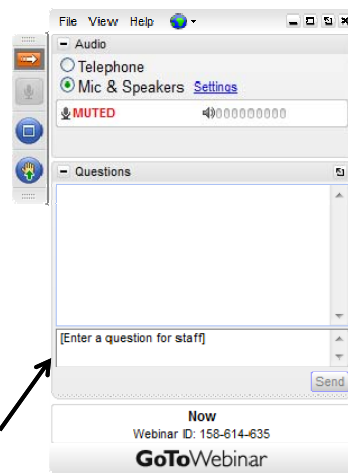 File View Help
Audio
Telephone
Mic & Speakers Settings
MUTED
Questions
[Enter a question for staff]
Send
Now
Webinar ID: 158-614-635
GoToWebinar